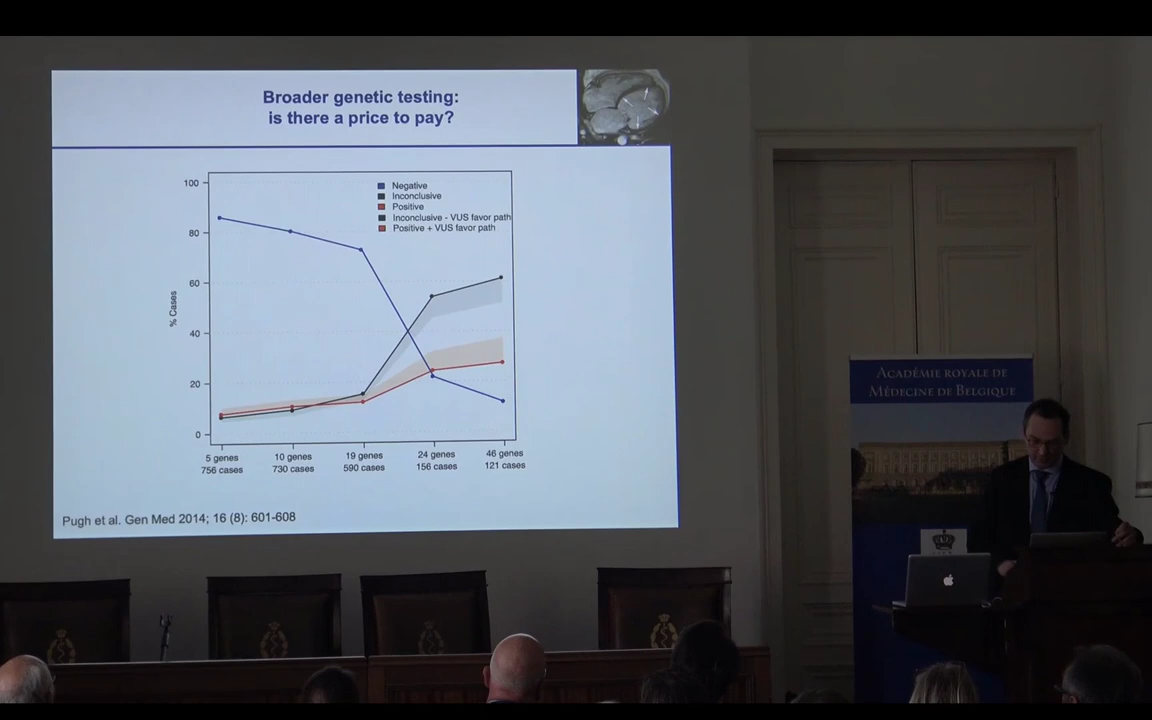 Broader genetic testing:
is there a price to pay?
100
80
60
40
20
0
% Cases
Negative
Inconclusive
Positive
Inconclusive - VUS favor path
Positive + VUS favor path
5 genes
756 cases
10 genes
730 cases
19 genes
590 cases
24 genes
156 cases
46 genes
121 cases
Pugh et al. Gen Med 2014; 16 (8): 601-608
ACADÉMIE ROYALE DE
MÉDECINE DE BELGIQUE